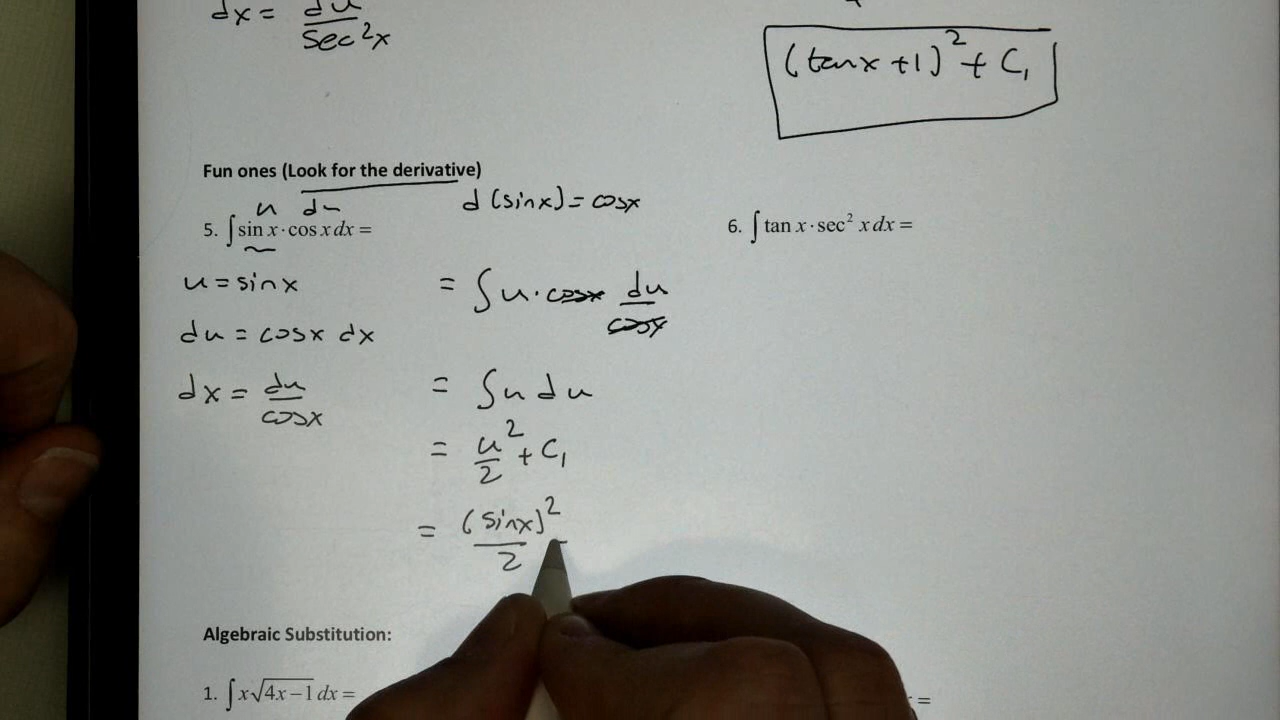 dx = du/sec²x
(tanx+1)² + C₁
Fun ones (Look for the derivative)
u du
d(sinx) = cosx
5. ∫ sin x · cos x dx =
6. ∫ tan x · sec² x dx =
u = sinx
= ∫ u · cosx du/cosx
du = cosx dx
dx = du/cosx
= ∫ u du
= u²/2 + C₁
= (sinx)²/2
Algebraic Substitution:
1. ∫ x√(4x−1) dx =
=